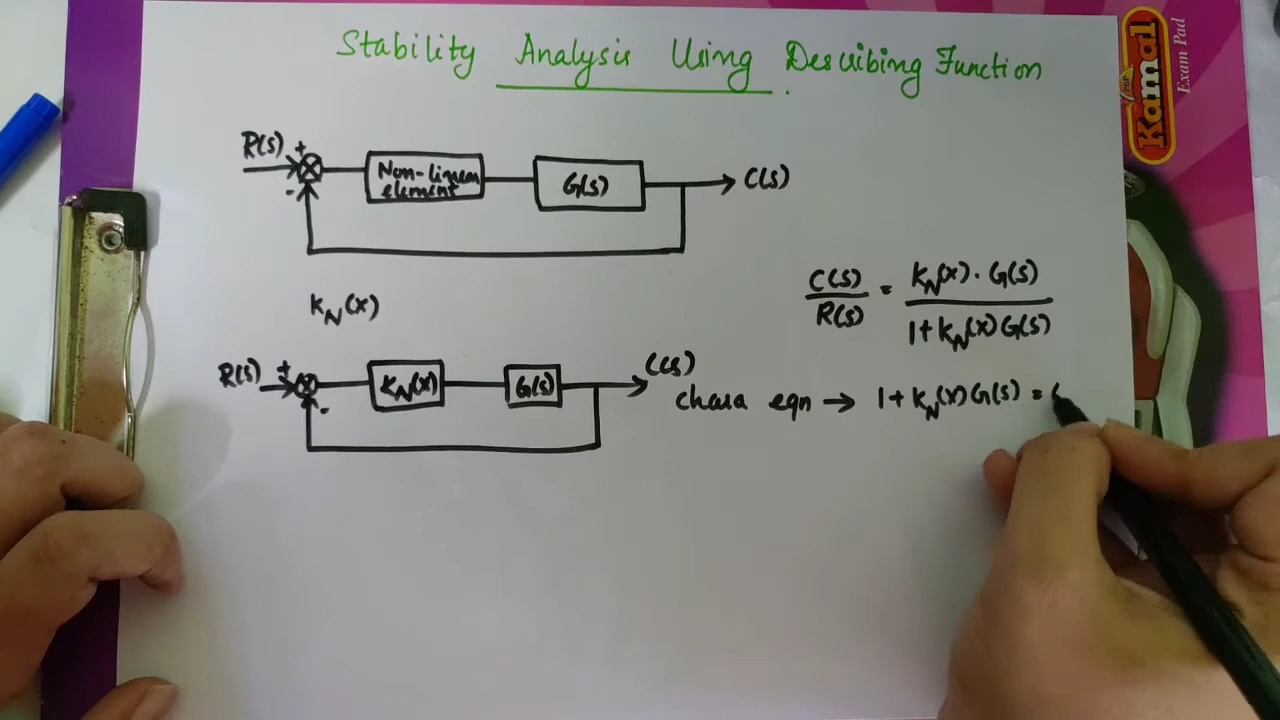 Stability Analysis Using Describing Function
R(s) + - Non-linear element G(s) C(s)
K_N(x)
C(s)/R(s) = K_N(x) · G(s) / 1 + K_N(x) G(s)
R(s) + - K_N(x) G(s) C(s)
chara eqn → 1 + K_N(x) G(s) =
Kamal
Exam Pad